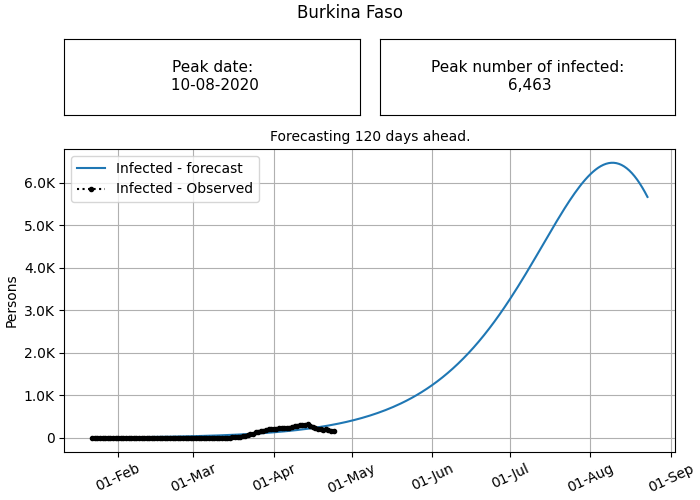 Burkina Faso
Peak date:
10-08-2020
Peak number of infected:
6,463
Forecasting 120 days ahead.
Infected - forecast
Infected - Observed
Persons
6.0K
5.0K
4.0K
3.0K
2.0K
1.0K
0
01-Feb
01-Mar
01-Apr
01-May
01-Jun
01-Jul
01-Aug
01-Sep